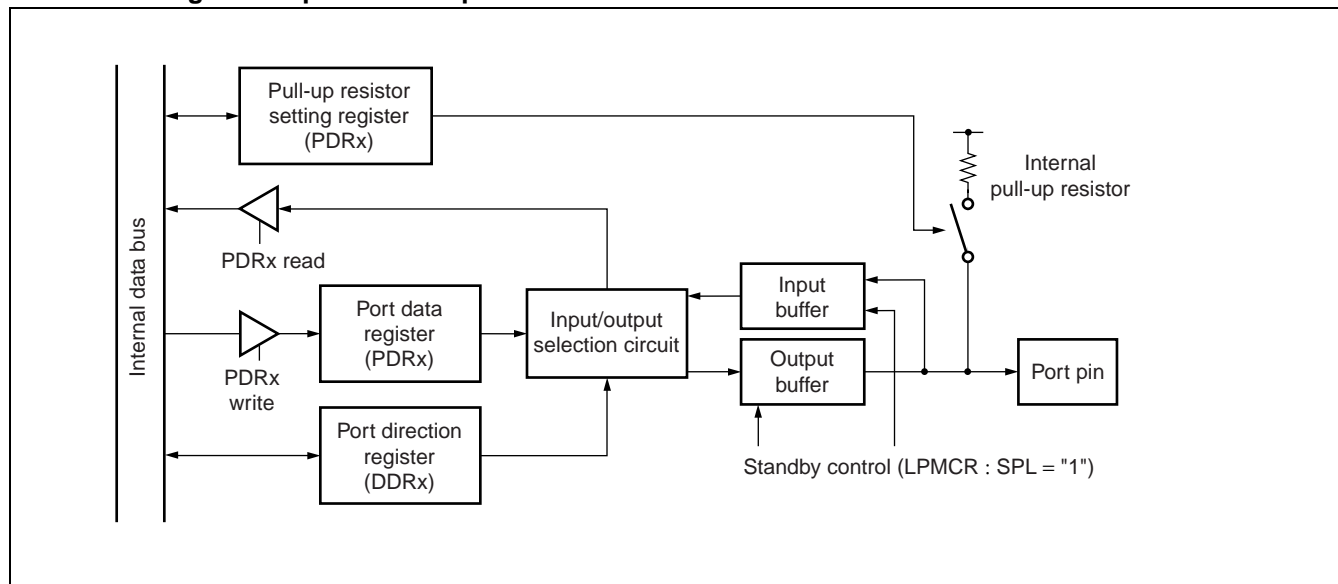 Pull-up resistor
setting register
(PDRx)
Internal
pull-up resistor
Internal data bus
PDRx read
Port data
register
(PDRx)
Input/output
selection circuit
Input
buffer
Output
buffer
Port pin
PDRx
write
Port direction
register
(DDRx)
Standby control (LPMCR : SPL = "1")